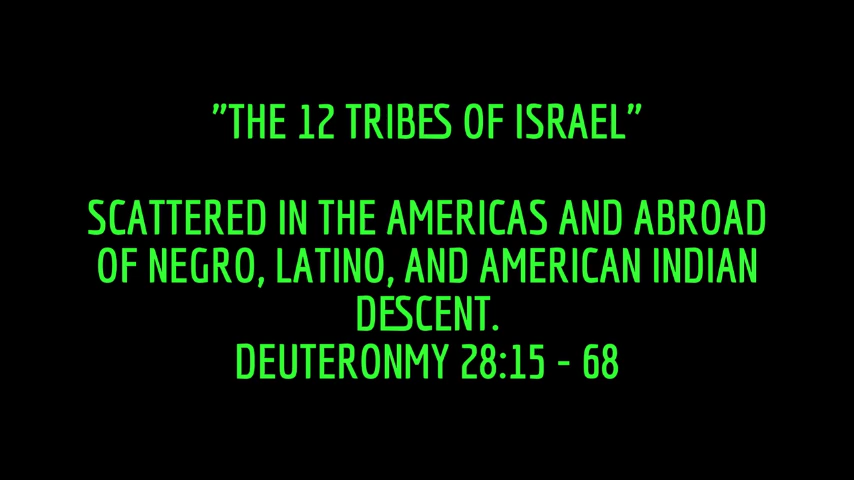 "THE 12 TRIBES OF ISRAEL"
SCATTERED IN THE AMERICAS AND ABROAD
OF NEGRO, LATINO, AND AMERICAN INDIAN
DESCENT.
DEUTERONMY 28:15 - 68